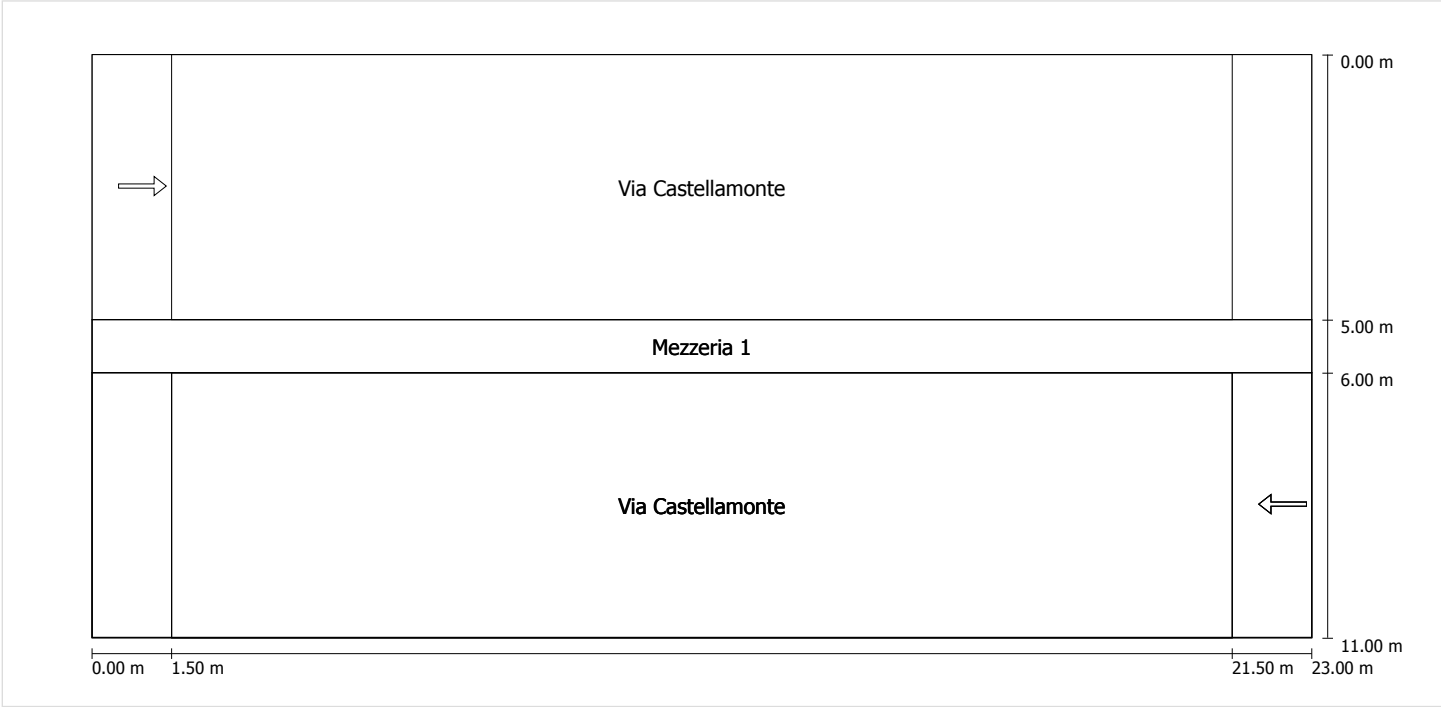 0.00 m
Via Castellamonte
5.00 m
Mezzeria 1
6.00 m
Via Castellamonte
11.00 m
0.00 m 1.50 m 21.50 m 23.00 m